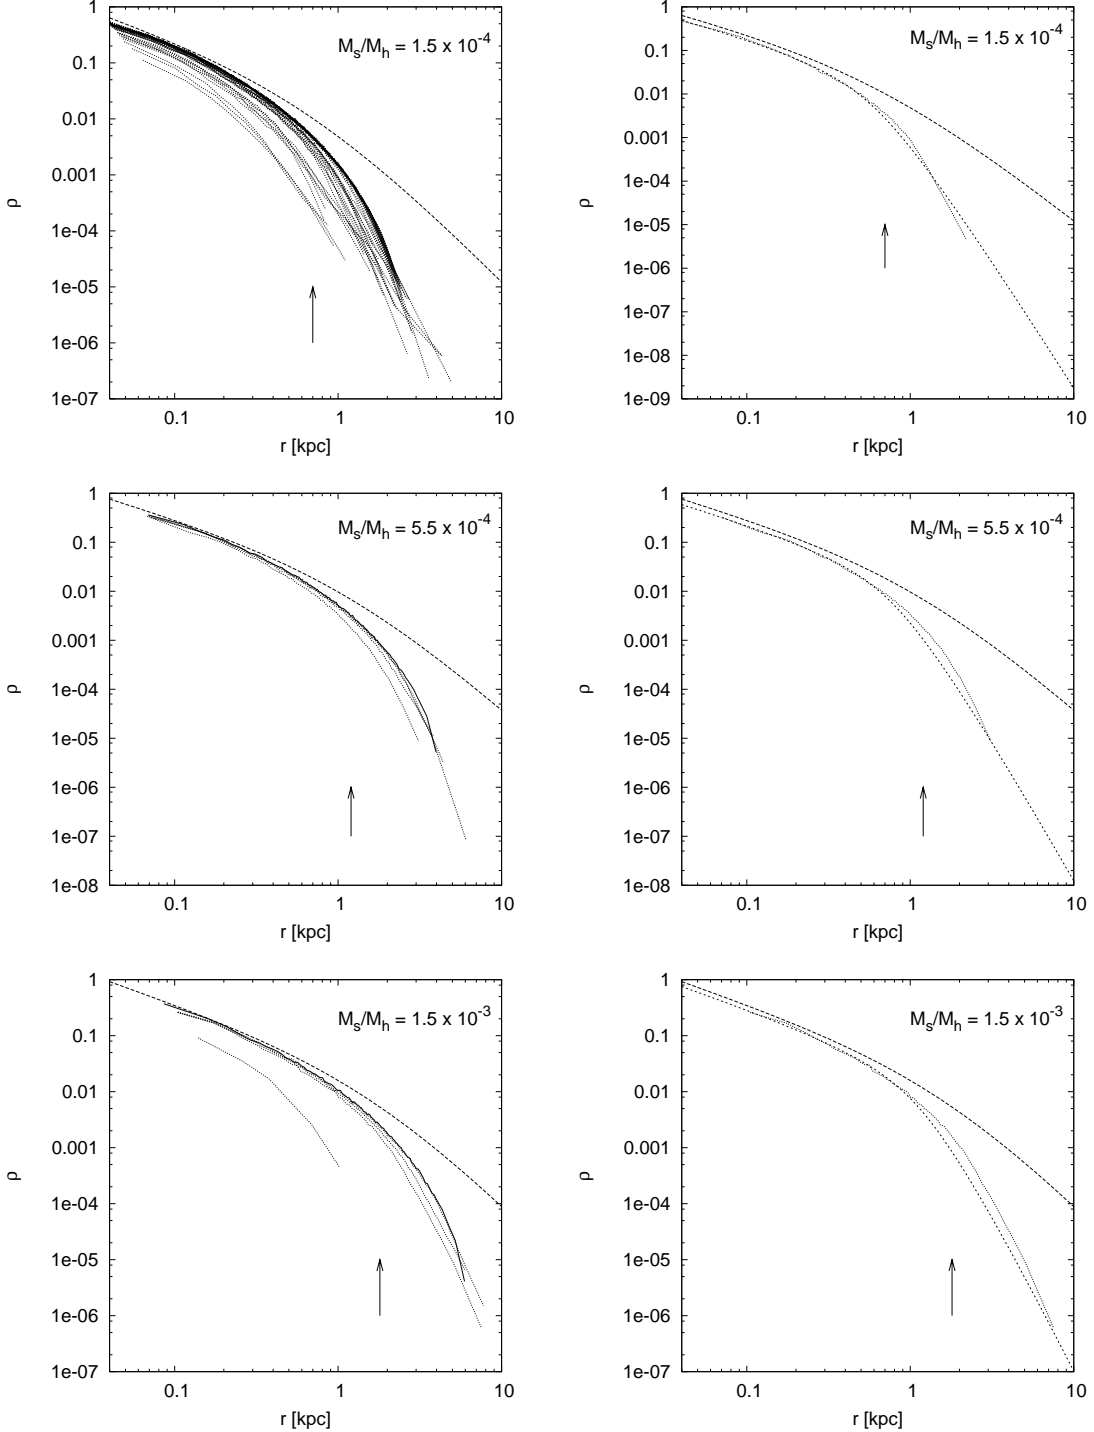 1
0.1
0.01
0.001
1e-04
1e-05
1e-06
1e-07
0.1
1
10
ρ
r [kpc]
M_s/M_h = 1.5 x 10^-4
1
0.1
0.01
0.001
1e-04
1e-05
1e-06
1e-07
1e-08
1e-09
0.1
1
10
ρ
r [kpc]
M_s/M_h = 1.5 x 10^-4
1
0.1
0.01
0.001
1e-04
1e-05
1e-06
1e-07
1e-08
0.1
1
10
ρ
r [kpc]
M_s/M_h = 5.5 x 10^-4
1
0.1
0.01
0.001
1e-04
1e-05
1e-06
1e-07
1e-08
0.1
1
10
ρ
r [kpc]
M_s/M_h = 5.5 x 10^-4
1
0.1
0.01
0.001
1e-04
1e-05
1e-06
1e-07
0.1
1
10
ρ
r [kpc]
M_s/M_h = 1.5 x 10^-3
1
0.1
0.01
0.001
1e-04
1e-05
1e-06
1e-07
0.1
1
10
ρ
r [kpc]
M_s/M_h = 1.5 x 10^-3